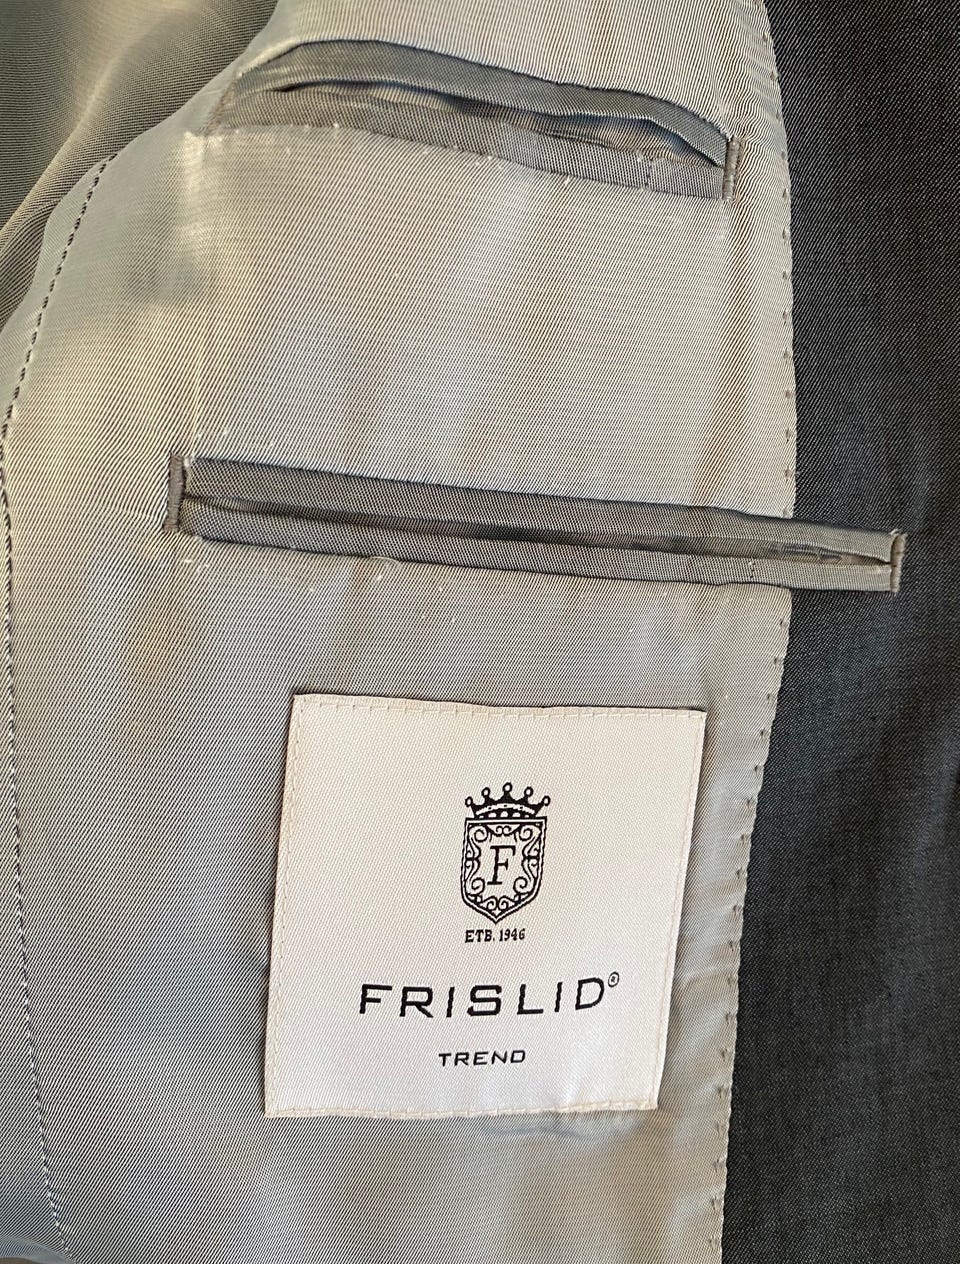 F
ETB. 1946
FRISLID®
TREND